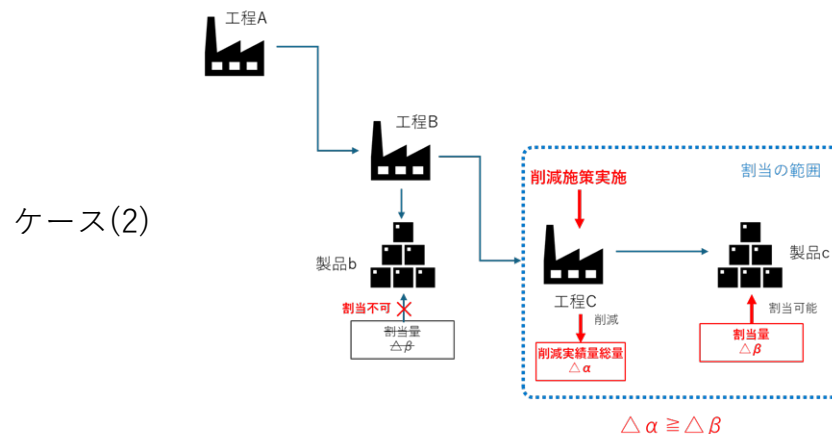 工程A
工程B
割当の範囲
削減施策実施
ケース(2)
製品b
製品c
割当不可
工程C
割当可能
削減
割当量
△β
削減実績量総量
△α
割当量
△β
△α≧△β